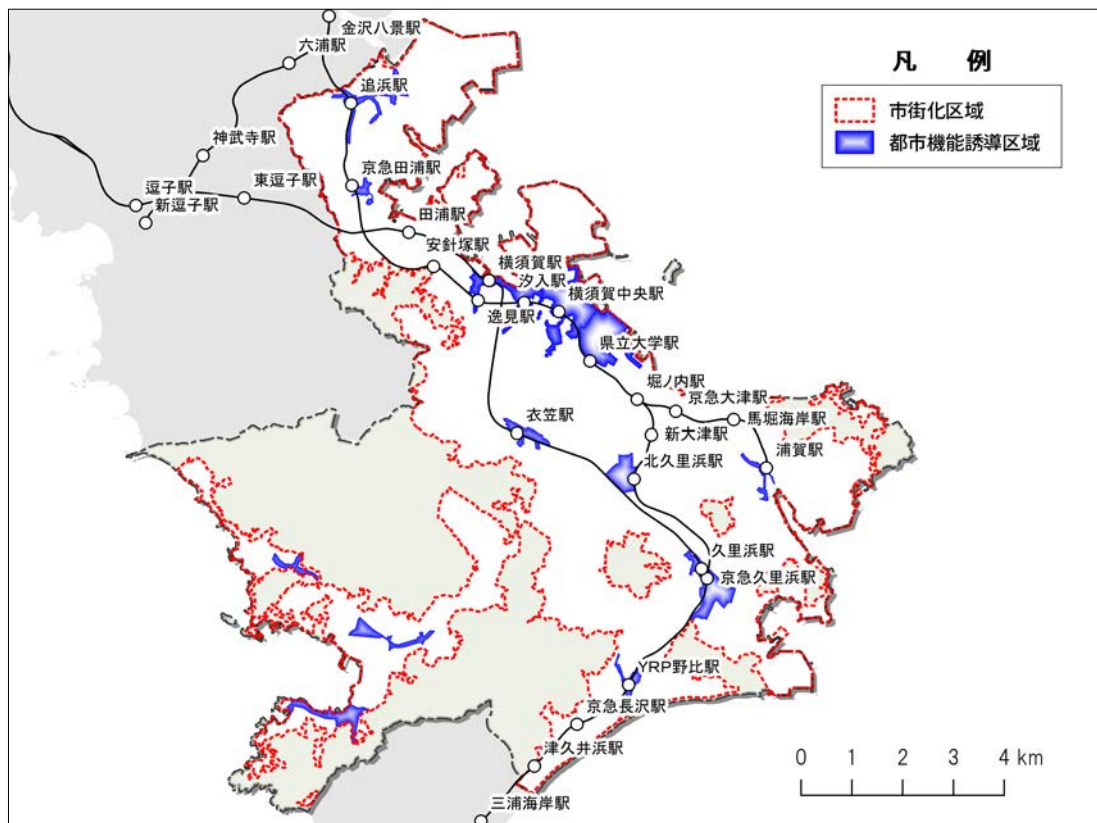 金沢八景駅
六浦駅
追浜駅
神武寺駅
京急田浦駅
東逗子駅
逗子駅
新逗子駅
田浦駅
安針塚駅
横須賀駅
汐入駅
横須賀中央駅
逸見駅
県立大学駅
堀ノ内駅
京急大津駅
馬堀海岸駅
衣笠駅
新大津駅
浦賀駅
北久里浜駅
久里浜駅
京急久里浜駅
YRP野比駅
京急長沢駅
津久井浜駅
三浦海岸駅
凡 例
市街化区域
都市機能誘導区域
0 1 2 3 4 km